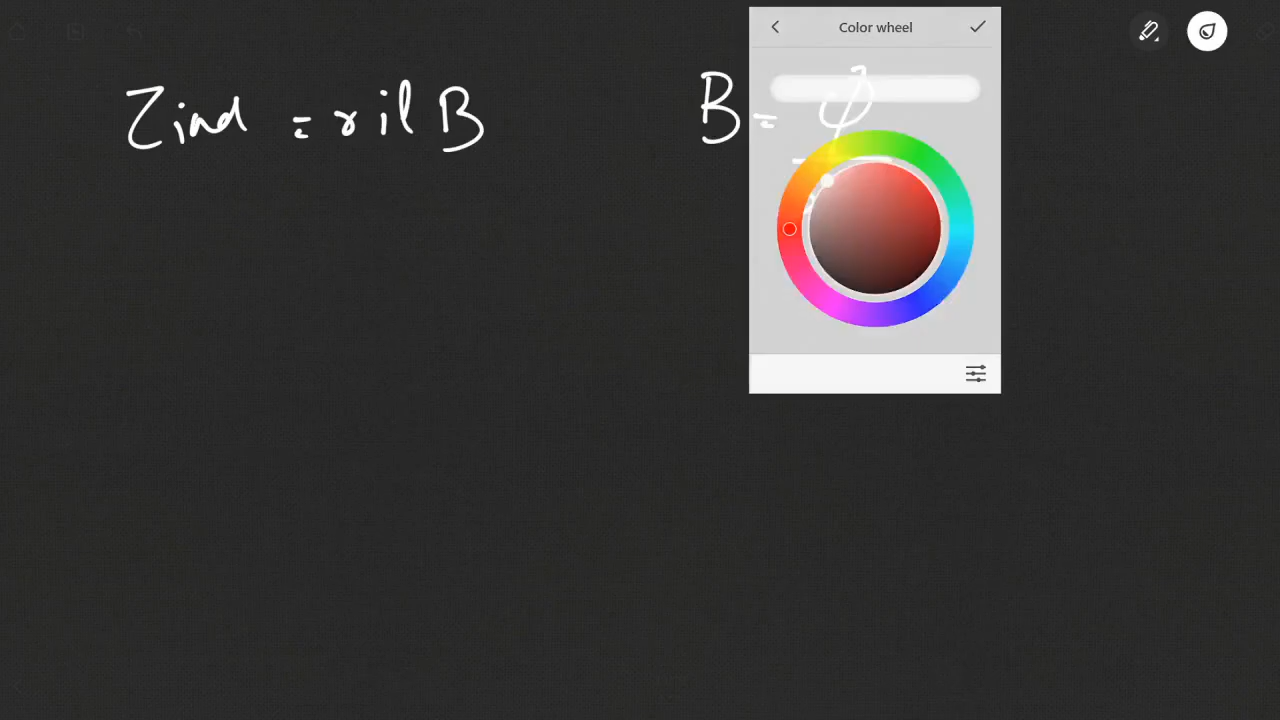 Color wheel
Zind = r i l B
B = φ